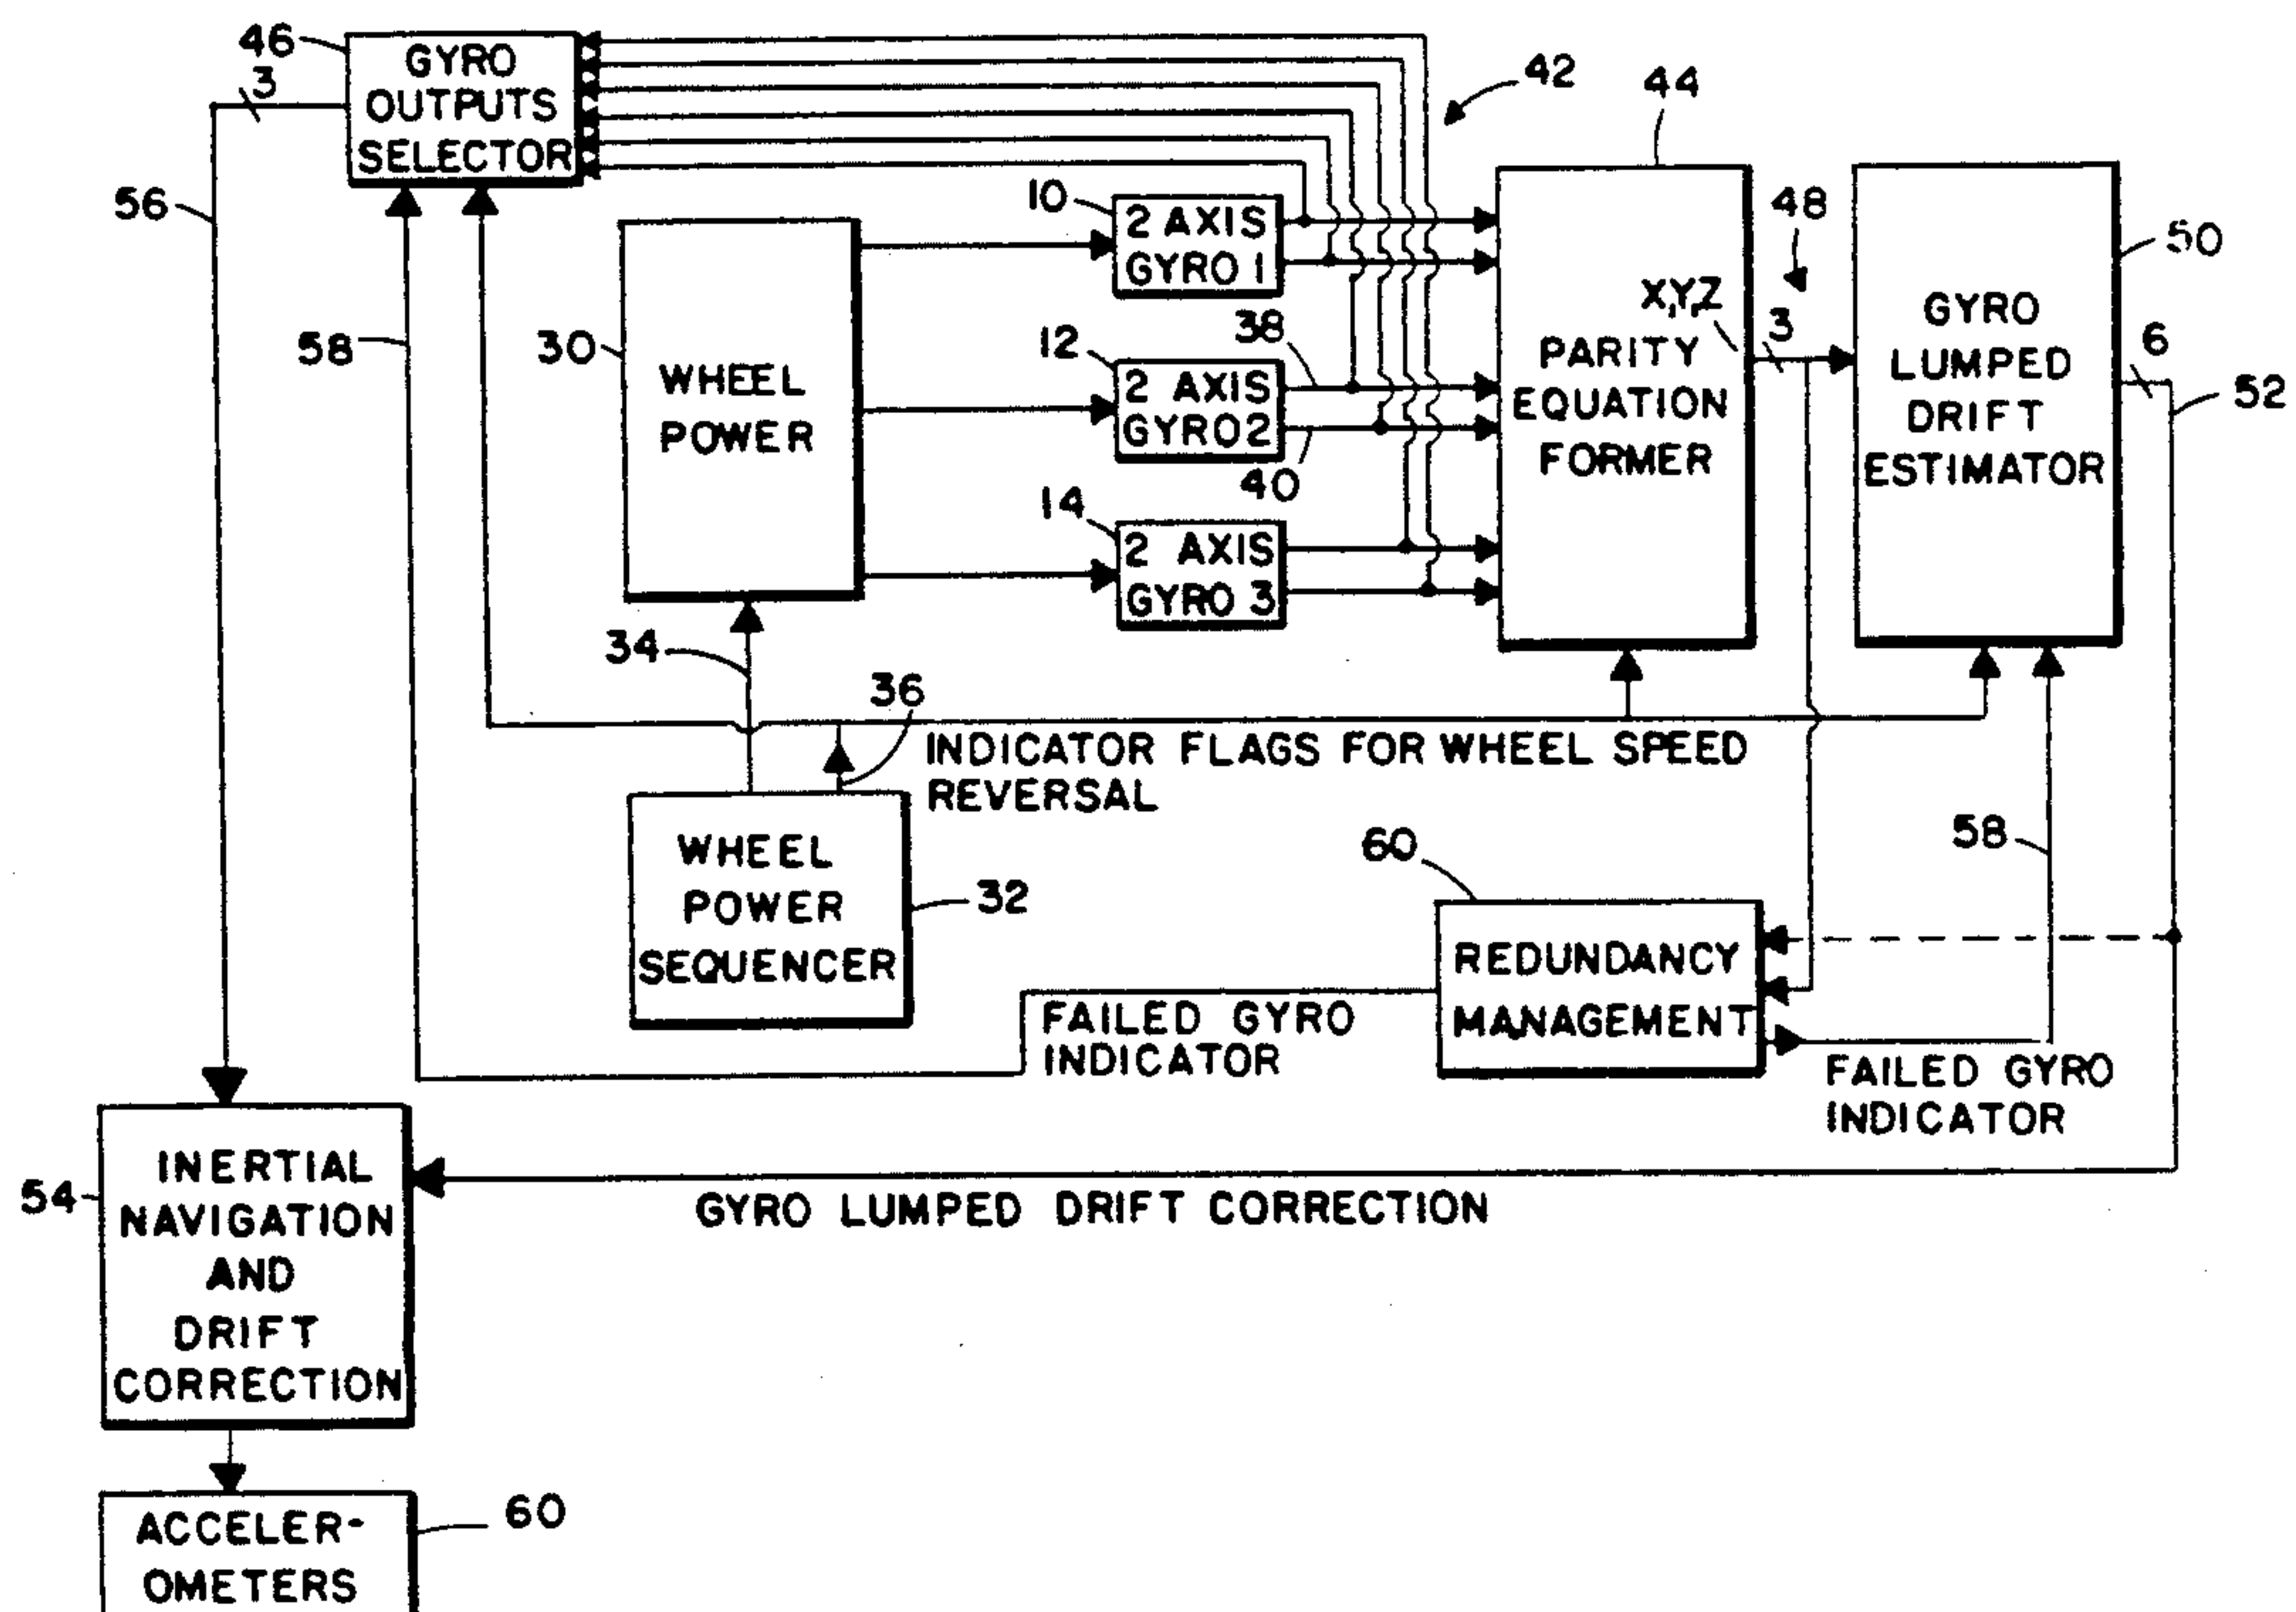 46
3
GYRO
OUTPUTS
SELECTOR
42
44
56
58
30
WHEEL
POWER
10
2 AXIS
GYRO 1
12
38
2 AXIS
GYRO 2
40
14
2 AXIS
GYRO 3
X,Y,Z
PARITY
EQUATION
FORMER
48
3
GYRO
LUMPED
DRIFT
ESTIMATOR
50
6
52
34
36
INDICATOR FLAGS FOR WHEEL SPEED
REVERSAL
WHEEL
POWER
SEQUENCER
32
60
REDUNDANCY
MANAGEMENT
58
FAILED GYRO
INDICATOR
FAILED GYRO
INDICATOR
54
INERTIAL
NAVIGATION
AND
DRIFT
CORRECTION
GYRO LUMPED DRIFT CORRECTION
ACCELER-
OMETERS
60